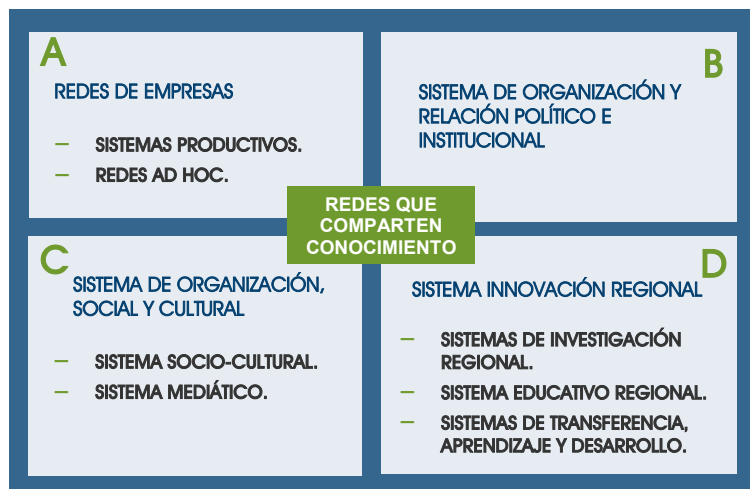 A
REDES DE EMPRESAS
– SISTEMAS PRODUCTIVOS.
– REDES AD HOC.
B
SISTEMA DE ORGANIZACIÓN Y
RELACIÓN POLÍTICO E
INSTITUCIONAL
REDES QUE
COMPARTEN
CONOCIMIENTO
C
SISTEMA DE ORGANIZACIÓN,
SOCIAL Y CULTURAL
– SISTEMA SOCIO-CULTURAL.
– SISTEMA MEDIÁTICO.
D
SISTEMA INNOVACIÓN REGIONAL
– SISTEMAS DE INVESTIGACIÓN
REGIONAL.
– SISTEMA EDUCATIVO REGIONAL.
– SISTEMAS DE TRANSFERENCIA,
APRENDIZAJE Y DESARROLLO.